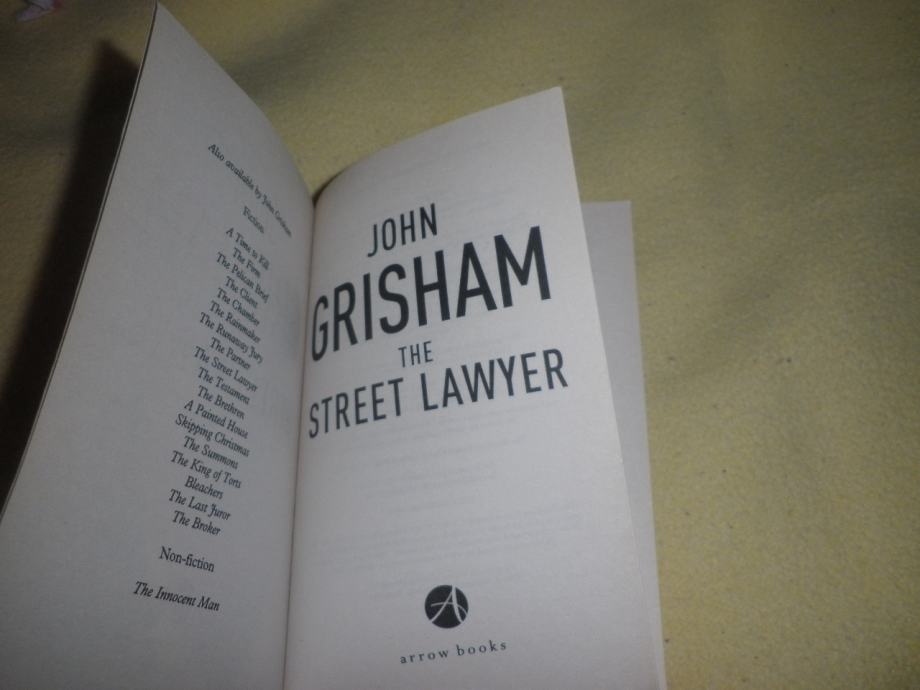 Also available by John Grisham
Fiction
A Time to Kill
The Firm
The Pelican Brief
The Client
The Chamber
The Rainmaker
The Runaway Jury
The Partner
The Street Lawyer
The Testament
The Brethren
A Painted House
Skipping Christmas
The Summons
The King of Torts
Bleachers
The Last Juror
The Broker
Non-fiction
The Innocent Man
JOHN
GRISHAM
THE
STREET LAWYER
A
arrow books